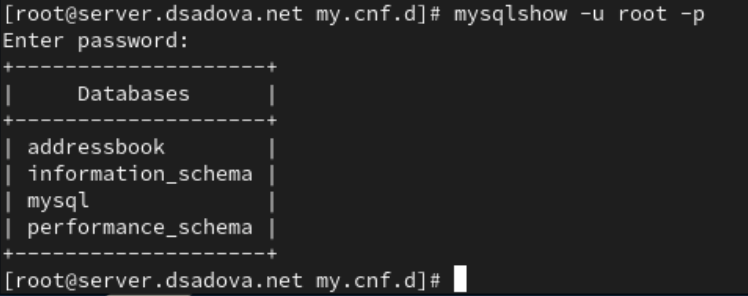 [root@server.dsadova.net my.cnf.d]# mysqlshow -u root -p
Enter password:
+--------------------+
|     Databases      |
+--------------------+
| addressbook        |
| information_schema |
| mysql              |
| performance_schema |
+--------------------+
[root@server.dsadova.net my.cnf.d]#